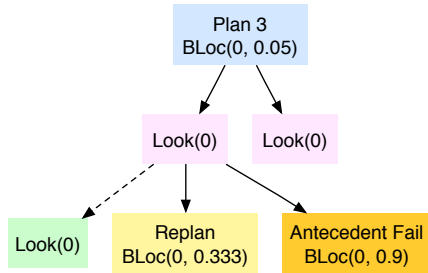 Plan 3
BLoc(0, 0.05)
Look(0)
Look(0)
Look(0)
Replan
BLoc(0, 0.333)
Antecedent Fail
BLoc(0, 0.9)